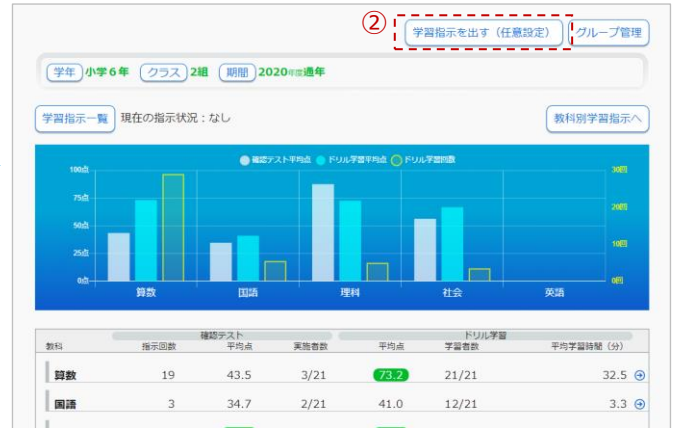 ② 学習指示を出す（任意設定） グループ管理
学年 小学6年 クラス 2組 期間 2020年度通年
学習指示一覧 現在の指示状況：なし 教科別学習指示へ
確認テスト平均点 ドリル学習平均点 ドリル学習回数
100点 30回
75点
20回
50点
10回
25点
0点 0回
算数 国語 理科 社会 英語
確認テスト ドリル学習
教科 指示回数 平均点 実施者数 平均点 学習者数 平均学習時間（分）
算数 19 43.5 3/21 73.2 21/21 32.5
国語 3 34.7 2/21 41.0 12/21 3.3